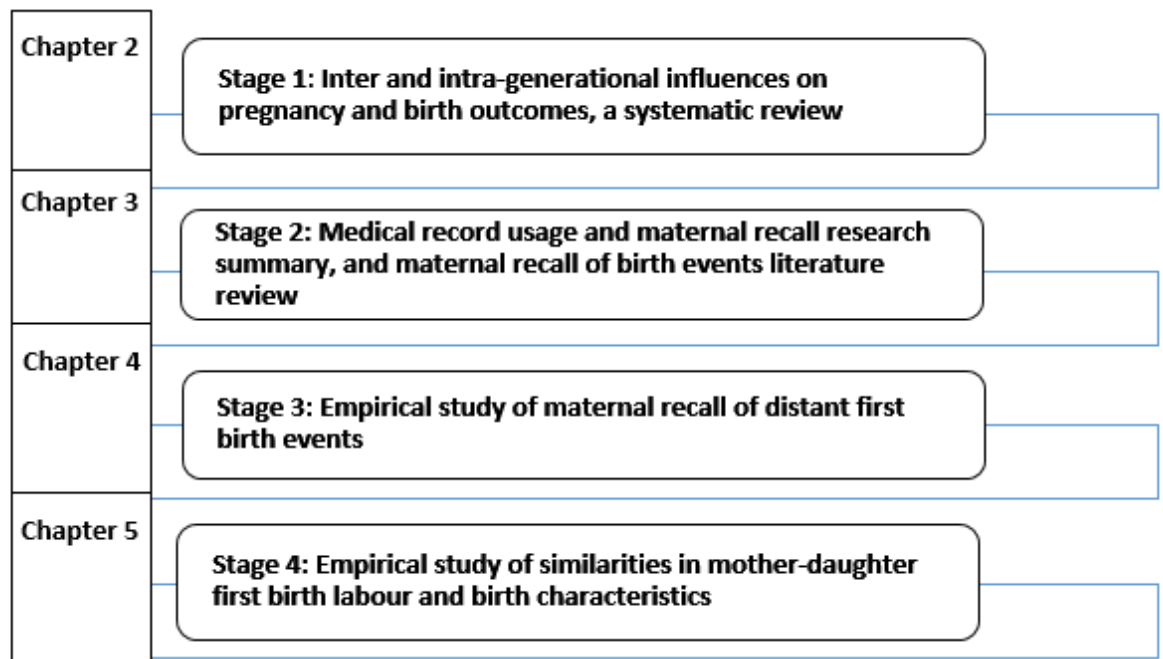 Chapter 2
Stage 1: Inter and intra-generational influences on
pregnancy and birth outcomes, a systematic review
Chapter 3
Stage 2: Medical record usage and maternal recall research
summary, and maternal recall of birth events literature
review
Chapter 4
Stage 3: Empirical study of maternal recall of distant first
birth events
Chapter 5
Stage 4: Empirical study of similarities in mother-daughter
first birth labour and birth characteristics